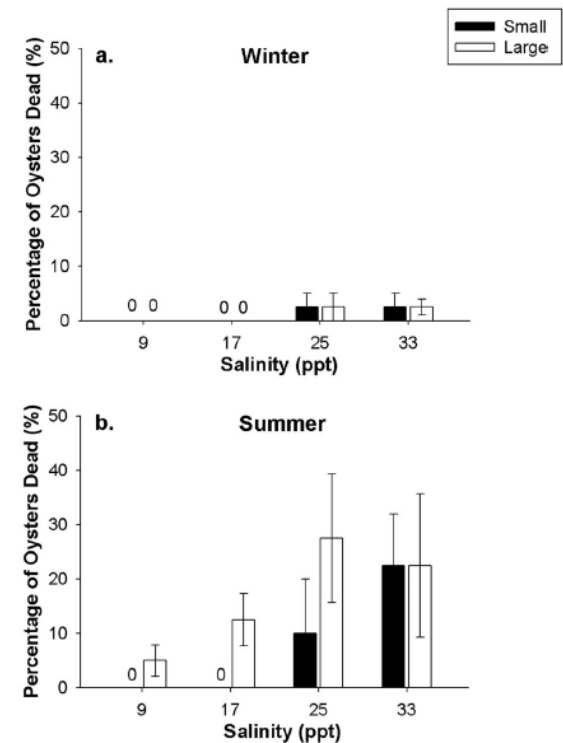 Small
Large
a.
Winter
Percentage of Oysters Dead (%)
50
40
30
20
10
0
0 0
0 0
9 17 25 33
Salinity (ppt)
b.
Summer
Percentage of Oysters Dead (%)
50
40
30
20
10
0
0
0
9 17 25 33
Salinity (ppt)